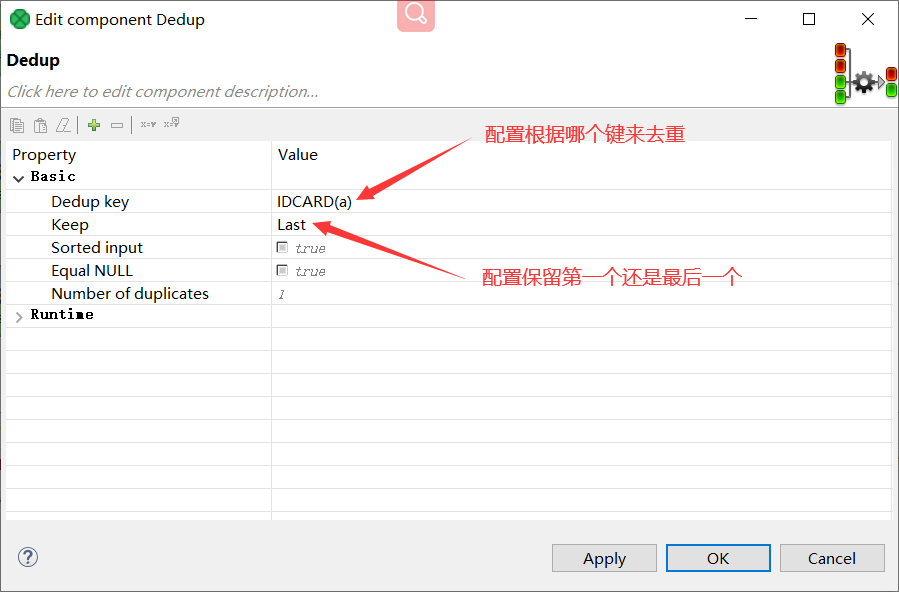 Edit component Dedup
Dedup
Click here to edit component description...
配置根据哪个键来去重
Property Value
Basic
Dedup key IDCARD(a)
Keep Last
Sorted input true
Equal NULL true
配置保留第一个还是最后一个
Number of duplicates 1
Runtime
Apply OK Cancel